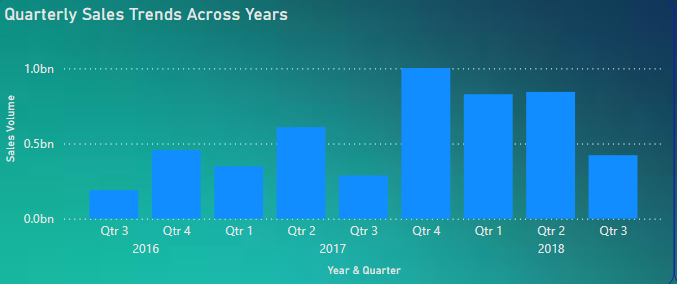 Quarterly Sales Trends Across Years
Sales Volume
1.0bn
0.5bn
0.0bn
Qtr 3 Qtr 4 Qtr 1 Qtr 2 Qtr 3 Qtr 4 Qtr 1 Qtr 2 Qtr 3
2016 2017 2018
Year & Quarter